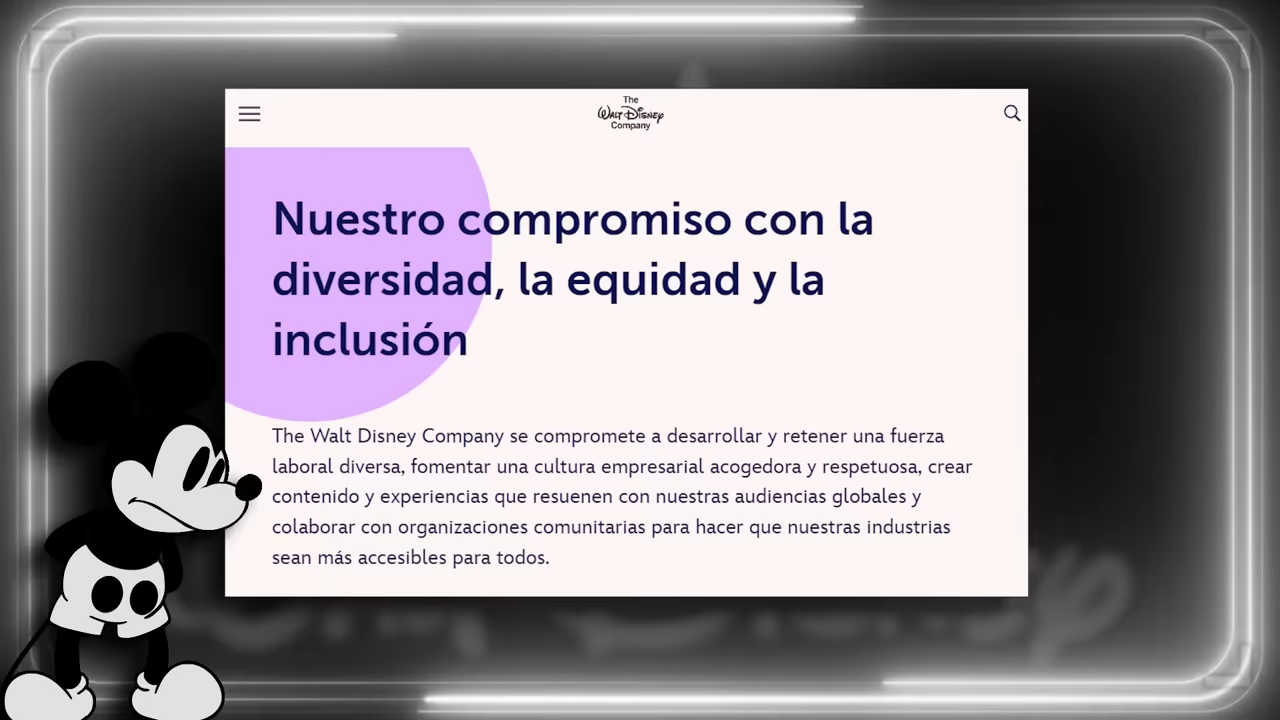 The
Walt Disney
Company
Nuestro compromiso con la
diversidad, la equidad y la
inclusión
The Walt Disney Company se compromete a desarrollar y retener una fuerza
laboral diversa, fomentar una cultura empresarial acogedora y respetuosa, crear
contenido y experiencias que resuenen con nuestras audiencias globales y
colaborar con organizaciones comunitarias para hacer que nuestras industrias
sean más accesibles para todos.